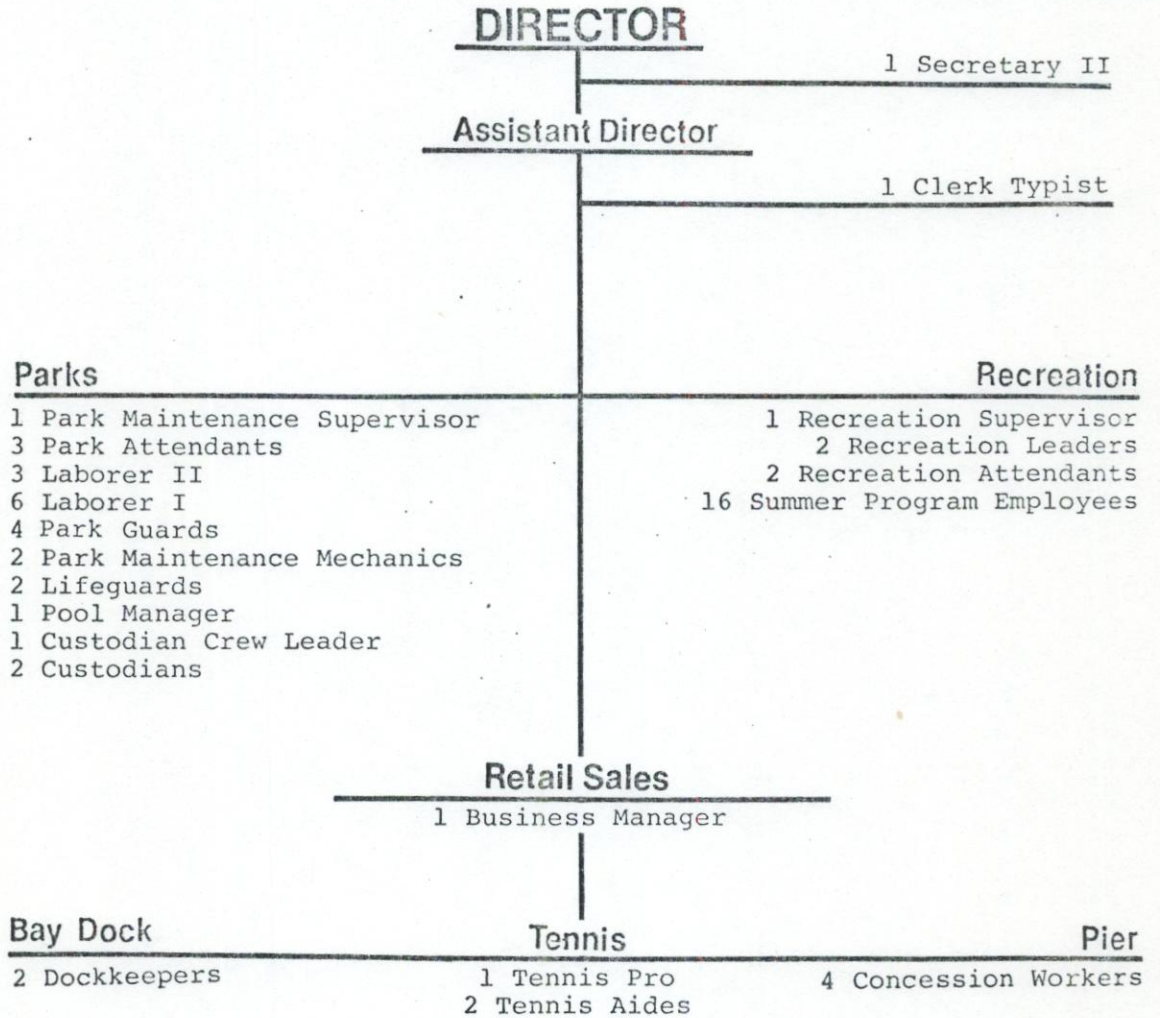 DIRECTOR
1 Secretary II
Assistant Director
1 Clerk Typist
Parks
1 Park Maintenance Supervisor
3 Park Attendants
3 Laborer II
6 Laborer I
4 Park Guards
2 Park Maintenance Mechanics
2 Lifeguards
1 Pool Manager
1 Custodian Crew Leader
2 Custodians
Recreation
1 Recreation Supervisor
2 Recreation Leaders
2 Recreation Attendants
16 Summer Program Employees
Retail Sales
1 Business Manager
Bay Dock
2 Dockkeepers
Tennis
1 Tennis Pro
2 Tennis Aides
Pier
4 Concession Workers